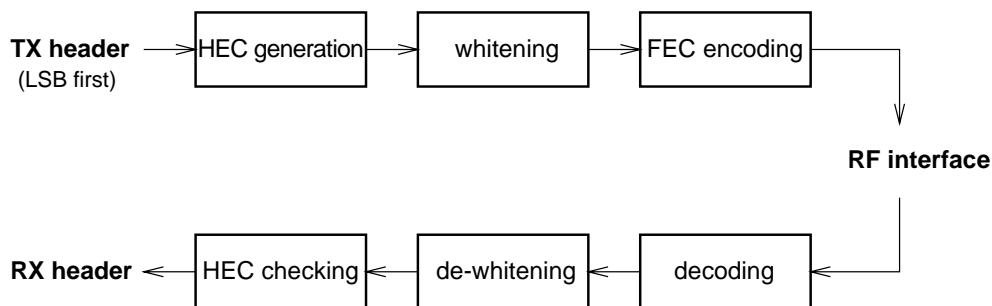 TX header
(LSB first)
HEC generation
whitening
FEC encoding
RF interface
RX header
HEC checking
de-whitening
decoding